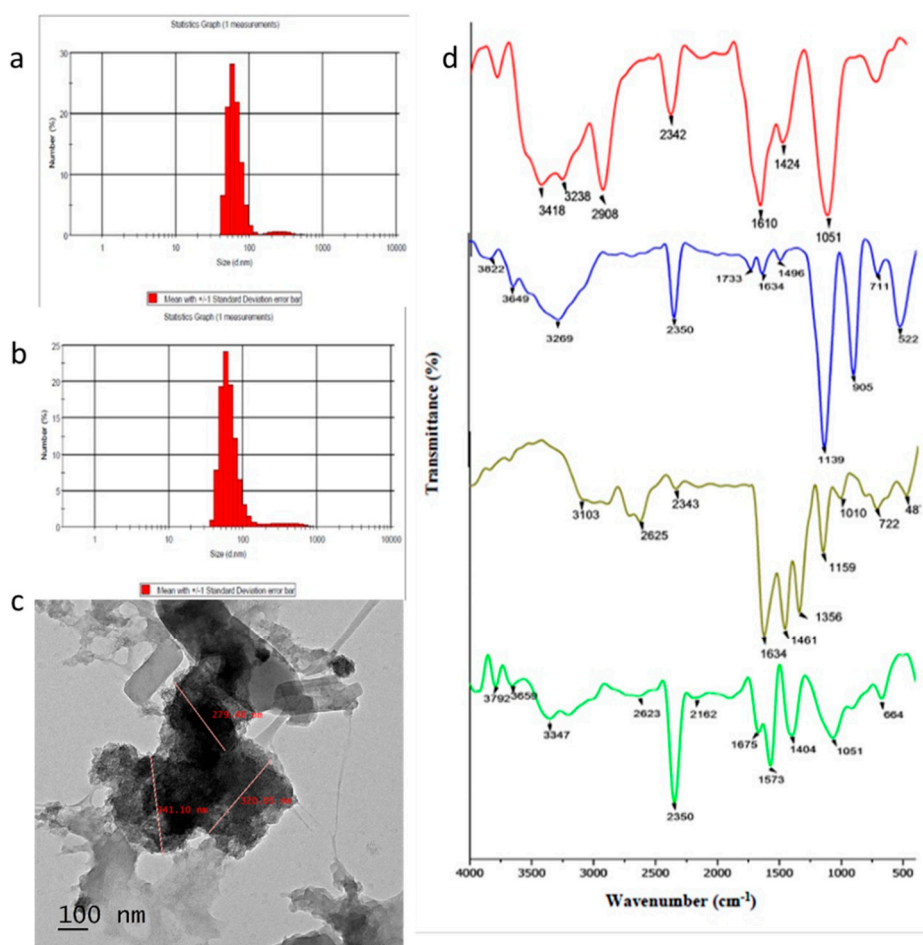 a
Statistics Graph (1 measurements)
30
20
10
0
Number (%)
1 10 100 1000 10000
Size (d.nm)
Mean with +/-1 Standard Deviation error bar
b
Statistics Graph (1 measurements)
25
20
15
10
5
0
Number (%)
1 10 100 1000 10000
Size (d.nm)
Mean with +/-1 Standard Deviation error bar
c
341.10 nm
100 nm
d
Transmittance (%)
3418 3238 2908 2342 1610 1424 1051
3822 3649 3269 2350 1733 1634 1496 1139 905 711 522
3103 2625 2343 1634 1461 1356 1159 1010 722
3792 3659 3347 2623 2350 2162 1675 1573 1404 1051 664
4000 3500 3000 2500 2000 1500 1000 500
Wavenumber (cm⁻¹)